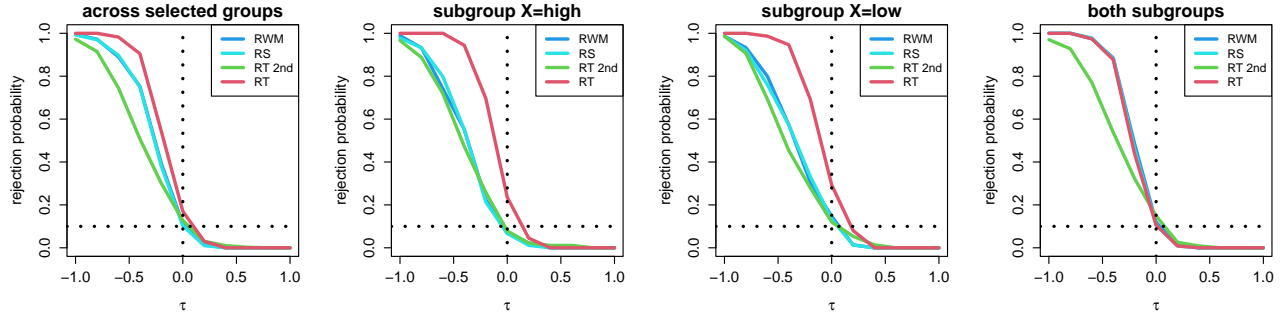 across selected groups
rejection probability
0.0 0.2 0.4 0.6 0.8 1.0
RWM
RS
RT 2nd
RT
−1.0 −0.5 0.0 0.5 1.0
τ
subgroup X=high
rejection probability
0.0 0.2 0.4 0.6 0.8 1.0
RWM
RS
RT 2nd
RT
−1.0 −0.5 0.0 0.5 1.0
τ
subgroup X=low
rejection probability
0.0 0.2 0.4 0.6 0.8 1.0
RWM
RS
RT 2nd
RT
−1.0 −0.5 0.0 0.5 1.0
τ
both subgroups
rejection probability
0.0 0.2 0.4 0.6 0.8 1.0
RWM
RS
RT 2nd
RT
−1.0 −0.5 0.0 0.5 1.0
τ